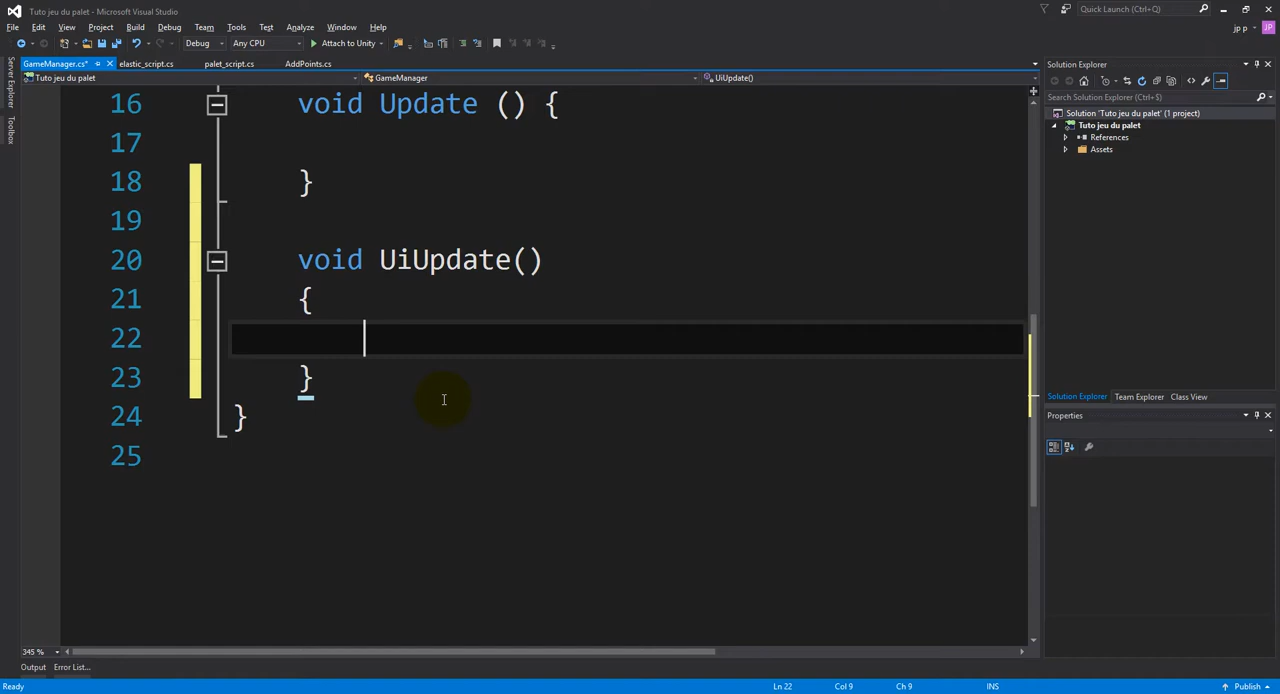 Tuto jeu du palet - Microsoft Visual Studio
Quick Launch (Ctrl+Q)
File Edit View Project Build Debug Team Tools Test Analyze Window Help
jp p JP
Debug Any CPU Attach to Unity
GameManager.cs* elastic_script.cs palet_script.cs AddPoints.cs
Tuto jeu du palet GameManager UiUpdate()
Server Explorer
Toolbox
16 void Update () {
17
18 }
19
20 void UiUpdate()
21 {
22
23 }
24 }
25
345 %
Output Error List...
Solution Explorer
Search Solution Explorer (Ctrl+$)
Solution 'Tuto jeu du palet' (1 project)
Tuto jeu du palet
References
Assets
Solution Explorer Team Explorer Class View
Properties
Ready Ln 22 Col 9 Ch 9 INS Publish